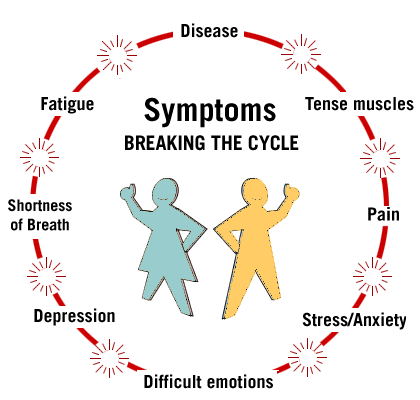 Symptoms
BREAKING THE CYCLE
Disease
Tense muscles
Pain
Stress/Anxiety
Difficult emotions
Depression
Shortness
of Breath
Fatigue